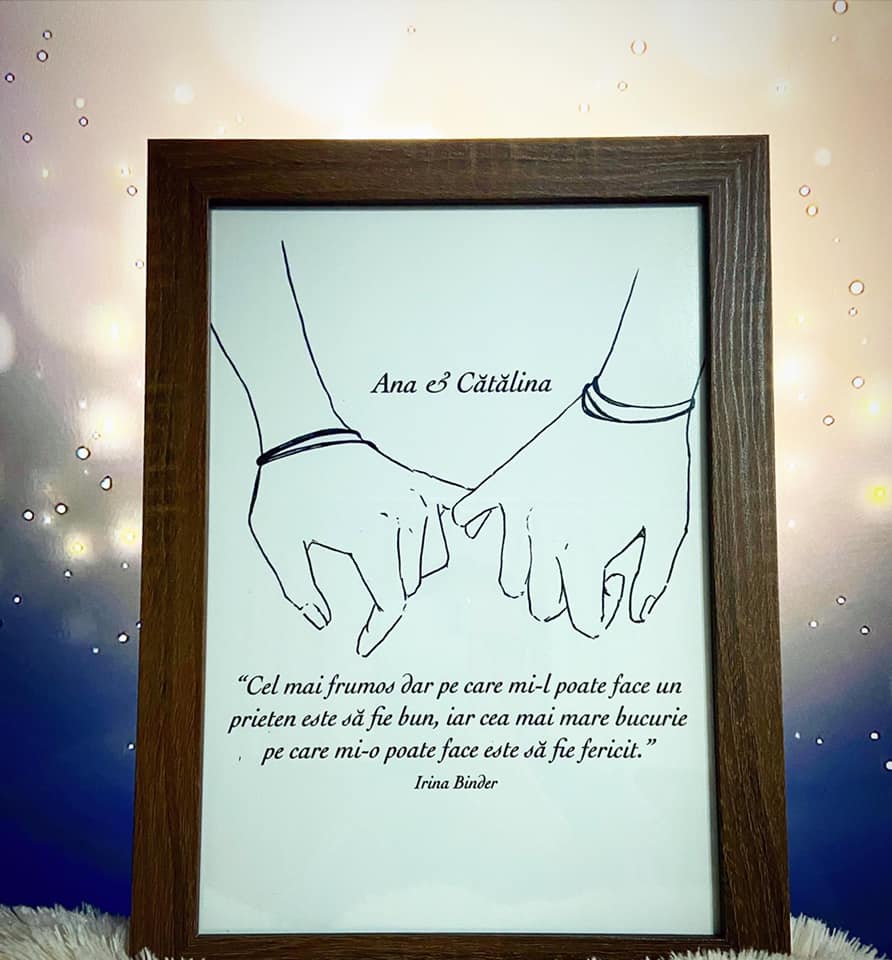 Ana & Cătălina
“Cel mai frumos dar pe care mi-l poate face un
prieten este să fie bun, iar cea mai mare bucurie
pe care mi-o poate face este să fie fericit.”
Irina Binder